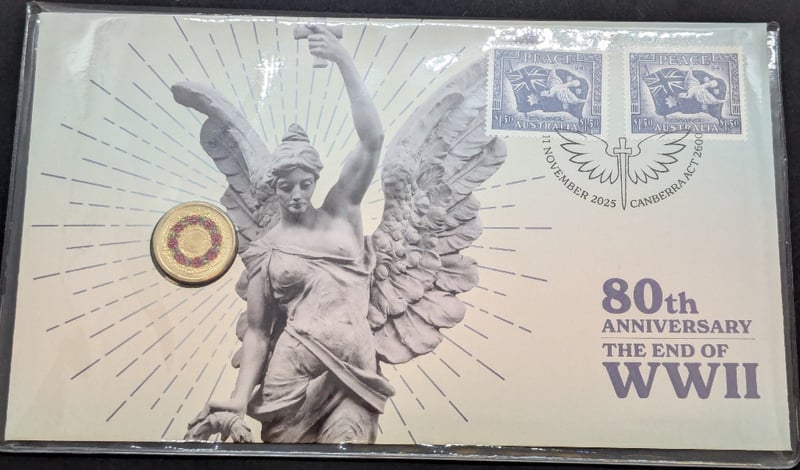 PEACE
$1.50 $1.50
AUSTRALIA
PEACE
$1.50 $1.50
AUSTRALIA
11 NOVEMBER 2025 CANBERRA ACT 2600
80th
ANNIVERSARY
THE END OF
WWII